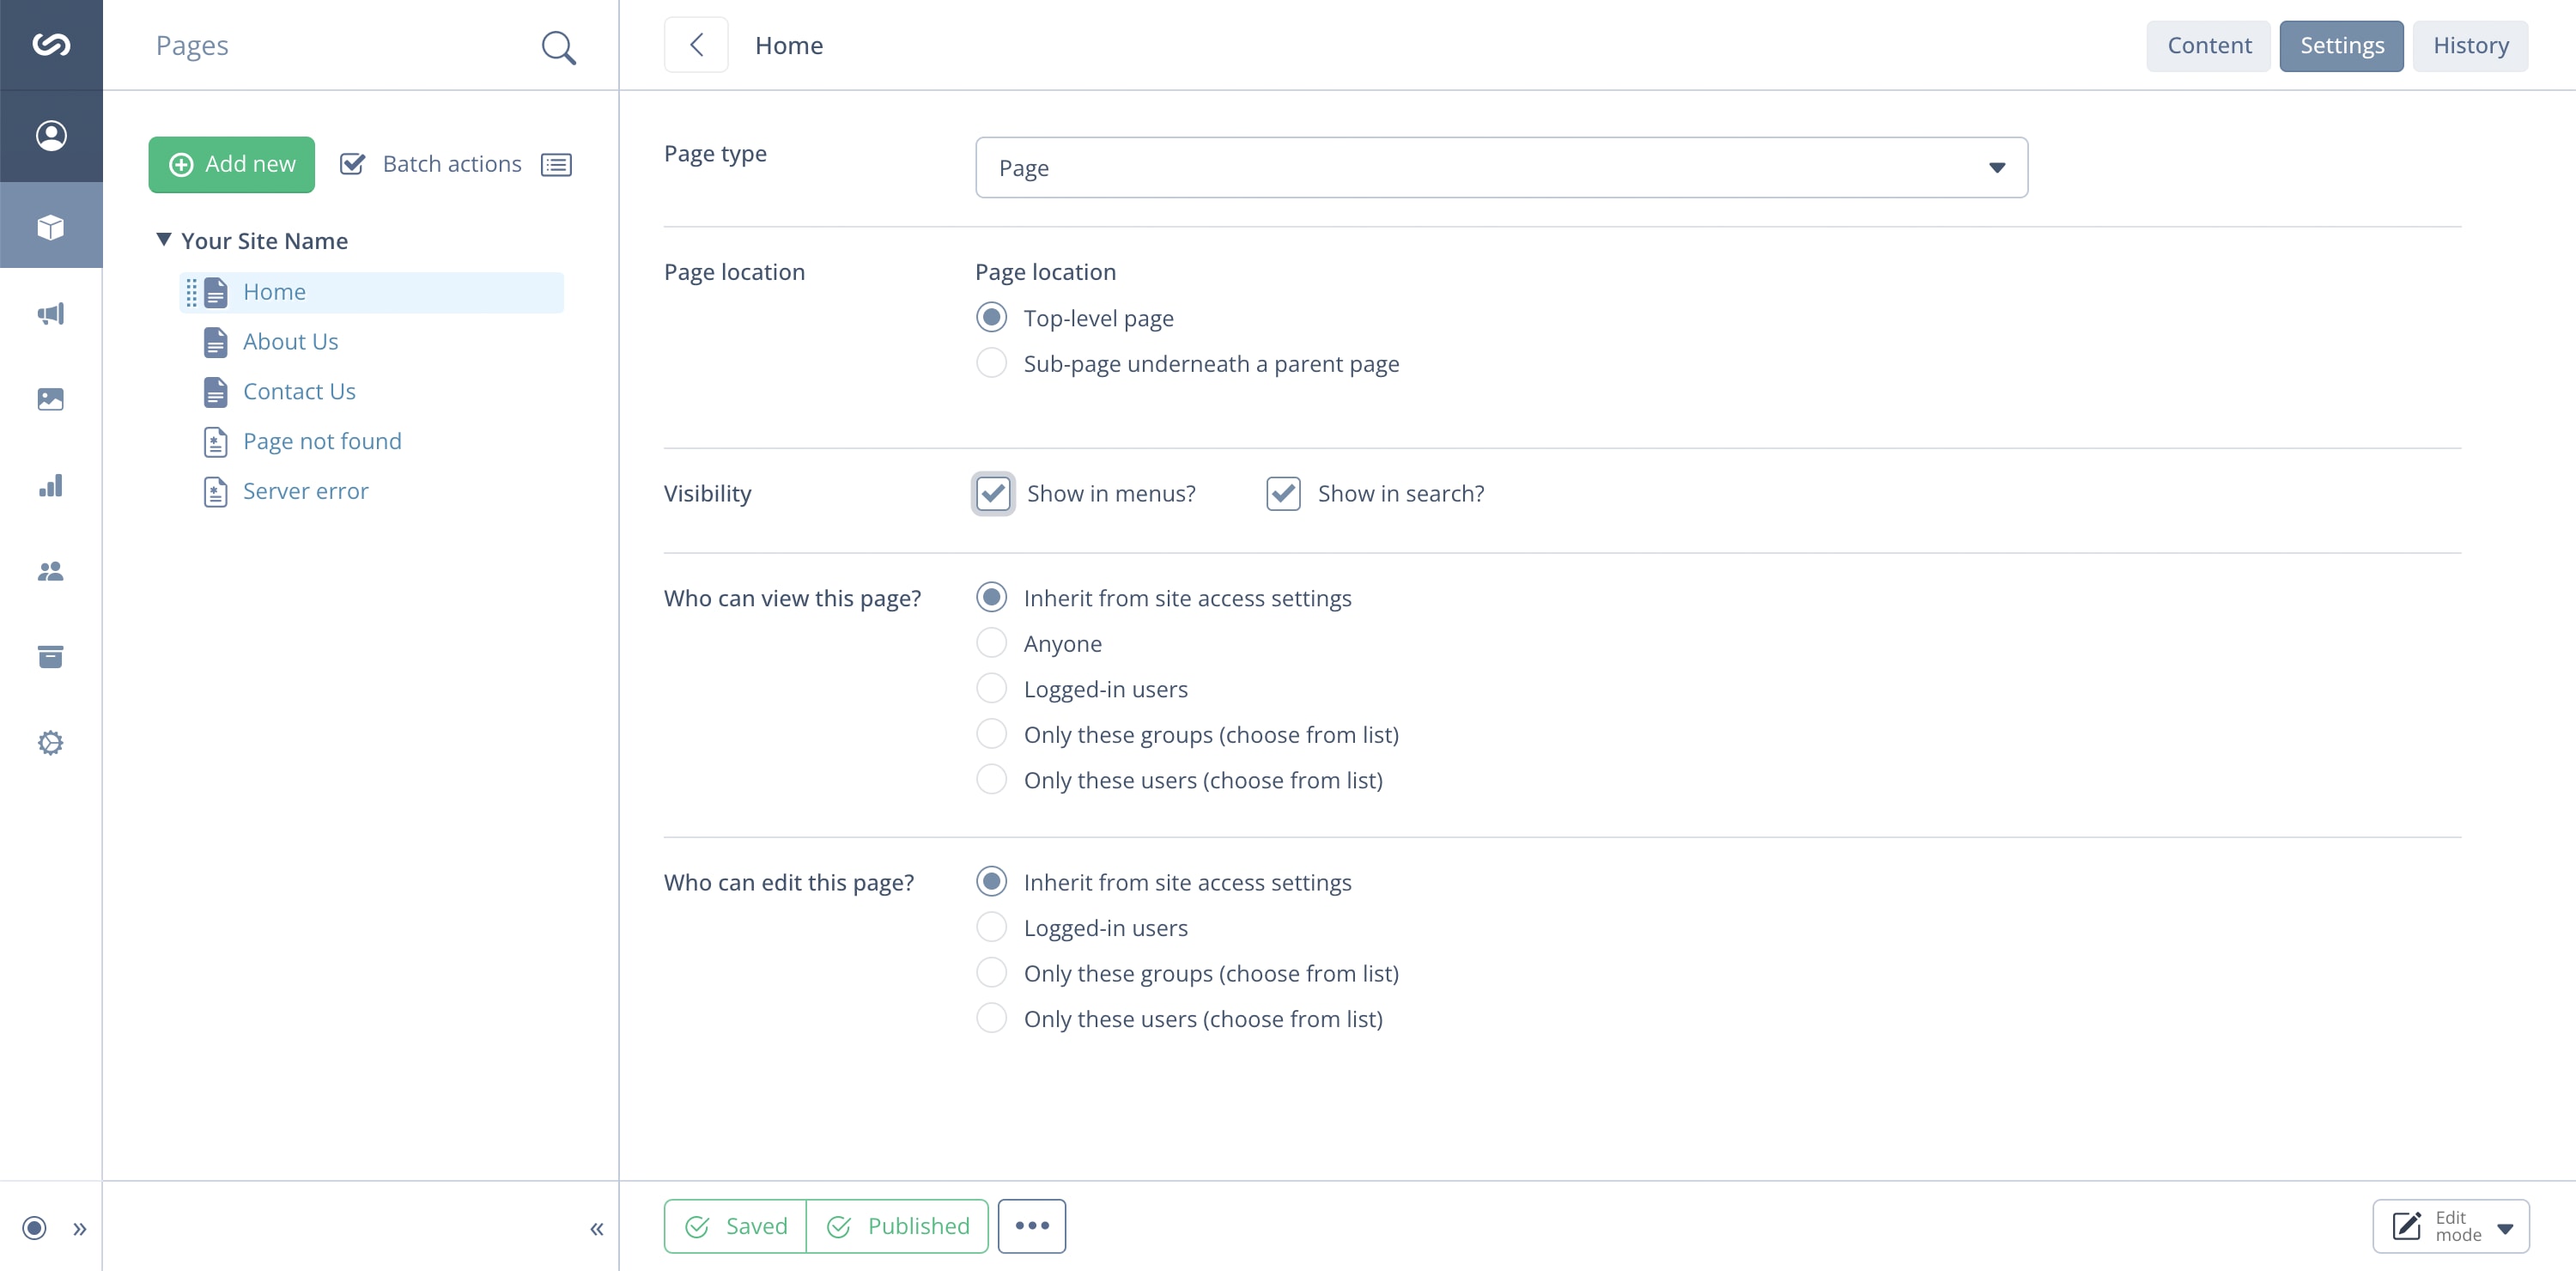 Pages
Home
Content
Settings
History
Add new
Batch actions
Your Site Name
Home
About Us
Contact Us
Page not found
Server error
Page type
Page
Page location
Page location
Top-level page
Sub-page underneath a parent page
Visibility
Show in menus?
Show in search?
Who can view this page?
Inherit from site access settings
Anyone
Logged-in users
Only these groups (choose from list)
Only these users (choose from list)
Who can edit this page?
Inherit from site access settings
Logged-in users
Only these groups (choose from list)
Only these users (choose from list)
Saved
Published
Edit
mode